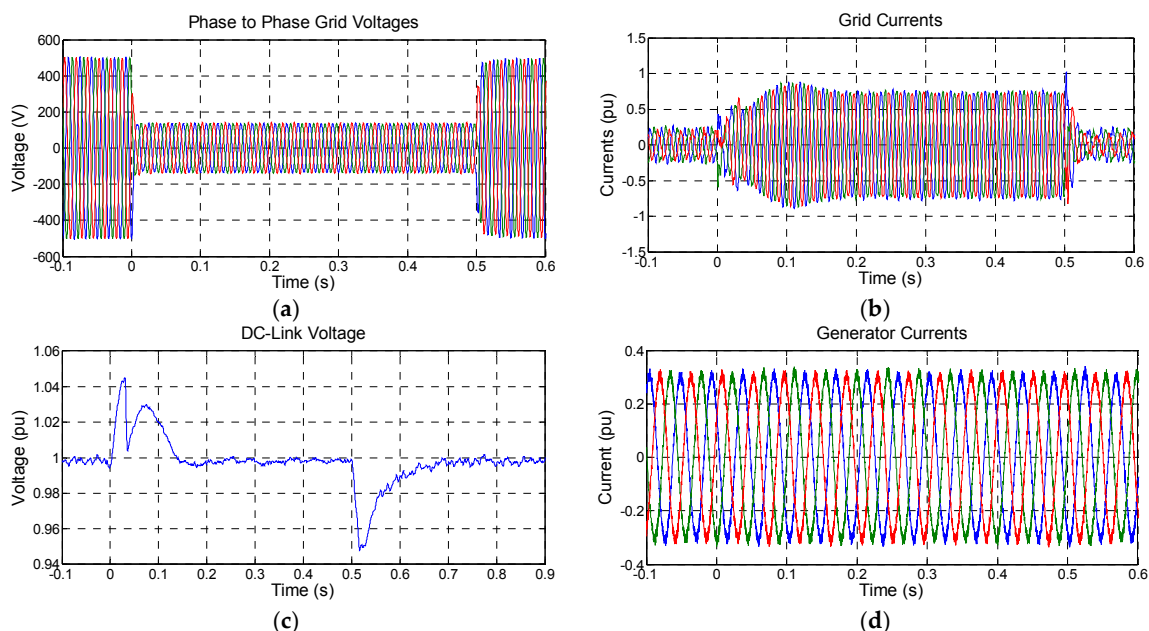 Phase to Phase Grid Voltages
600
400
200
0
-200
-400
-600
Voltage (V)
-0.1 0 0.1 0.2 0.3 0.4 0.5 0.6
Time (s)
(a)
Grid Currents
1.5
1
0.5
0
-0.5
-1
-1.5
Currents (pu)
-0.1 0 0.1 0.2 0.3 0.4 0.5 0.6
Time (s)
(b)
DC-Link Voltage
1.06
1.04
1.02
1
0.98
0.96
0.94
Voltage (pu)
-0.1 0 0.1 0.2 0.3 0.4 0.5 0.6 0.7 0.8 0.9
Time (s)
(c)
Generator Currents
0.4
0.2
0
-0.2
-0.4
Current (pu)
-0.1 0 0.1 0.2 0.3 0.4 0.5 0.6
Time (s)
(d)